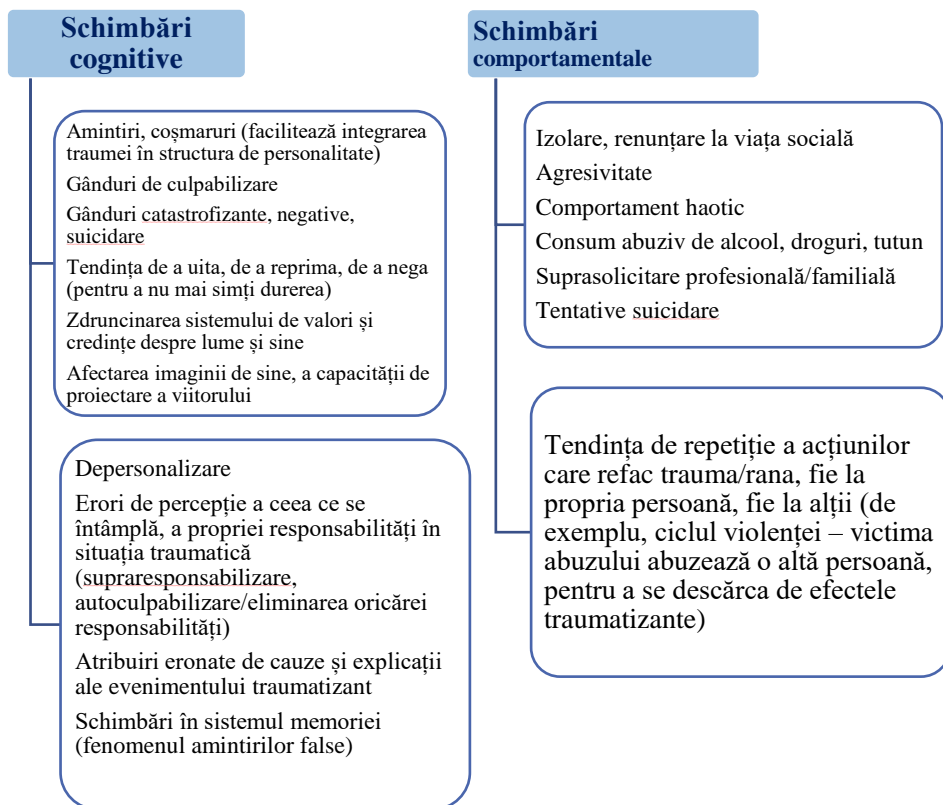 Schimbări
cognitive
Amintiri, coșmaruri (facilitează integrarea
traumei în structura de personalitate)
Gânduri de culpabilizare
Gânduri catastrofizante, negative,
suicidare
Tendința de a uita, de a reprima, de a nega
(pentru a nu mai simți durerea)
Zdruncinarea sistemului de valori și
credințe despre lume și sine
Afectarea imaginii de sine, a capacității de
proiectare a viitorului
Depersonalizare
Erori de percepție a ceea ce se
întâmplă, a propriei responsabilități în
situația traumatică
(supraresponsabilizare,
autoculpabilizare/eliminarea oricărei
responsabilități)
Atribuiri eronate de cauze și explicații
ale evenimentului traumatizant
Schimbări în sistemul memoriei
(fenomenul amintirilor false)
Schimbări
comportamentale
Izolare, renunțare la viața socială
Agresivitate
Comportament haotic
Consum abuziv de alcool, droguri, tutun
Suprasolicitare profesională/familială
Tentative suicidare
Tendința de repetiție a acțiunilor
care refac trauma/rana, fie la
propria persoană, fie la alții (de
exemplu, ciclul violenței – victima
abuzului abuzează o altă persoană,
pentru a se descărca de efectele
traumatizante)